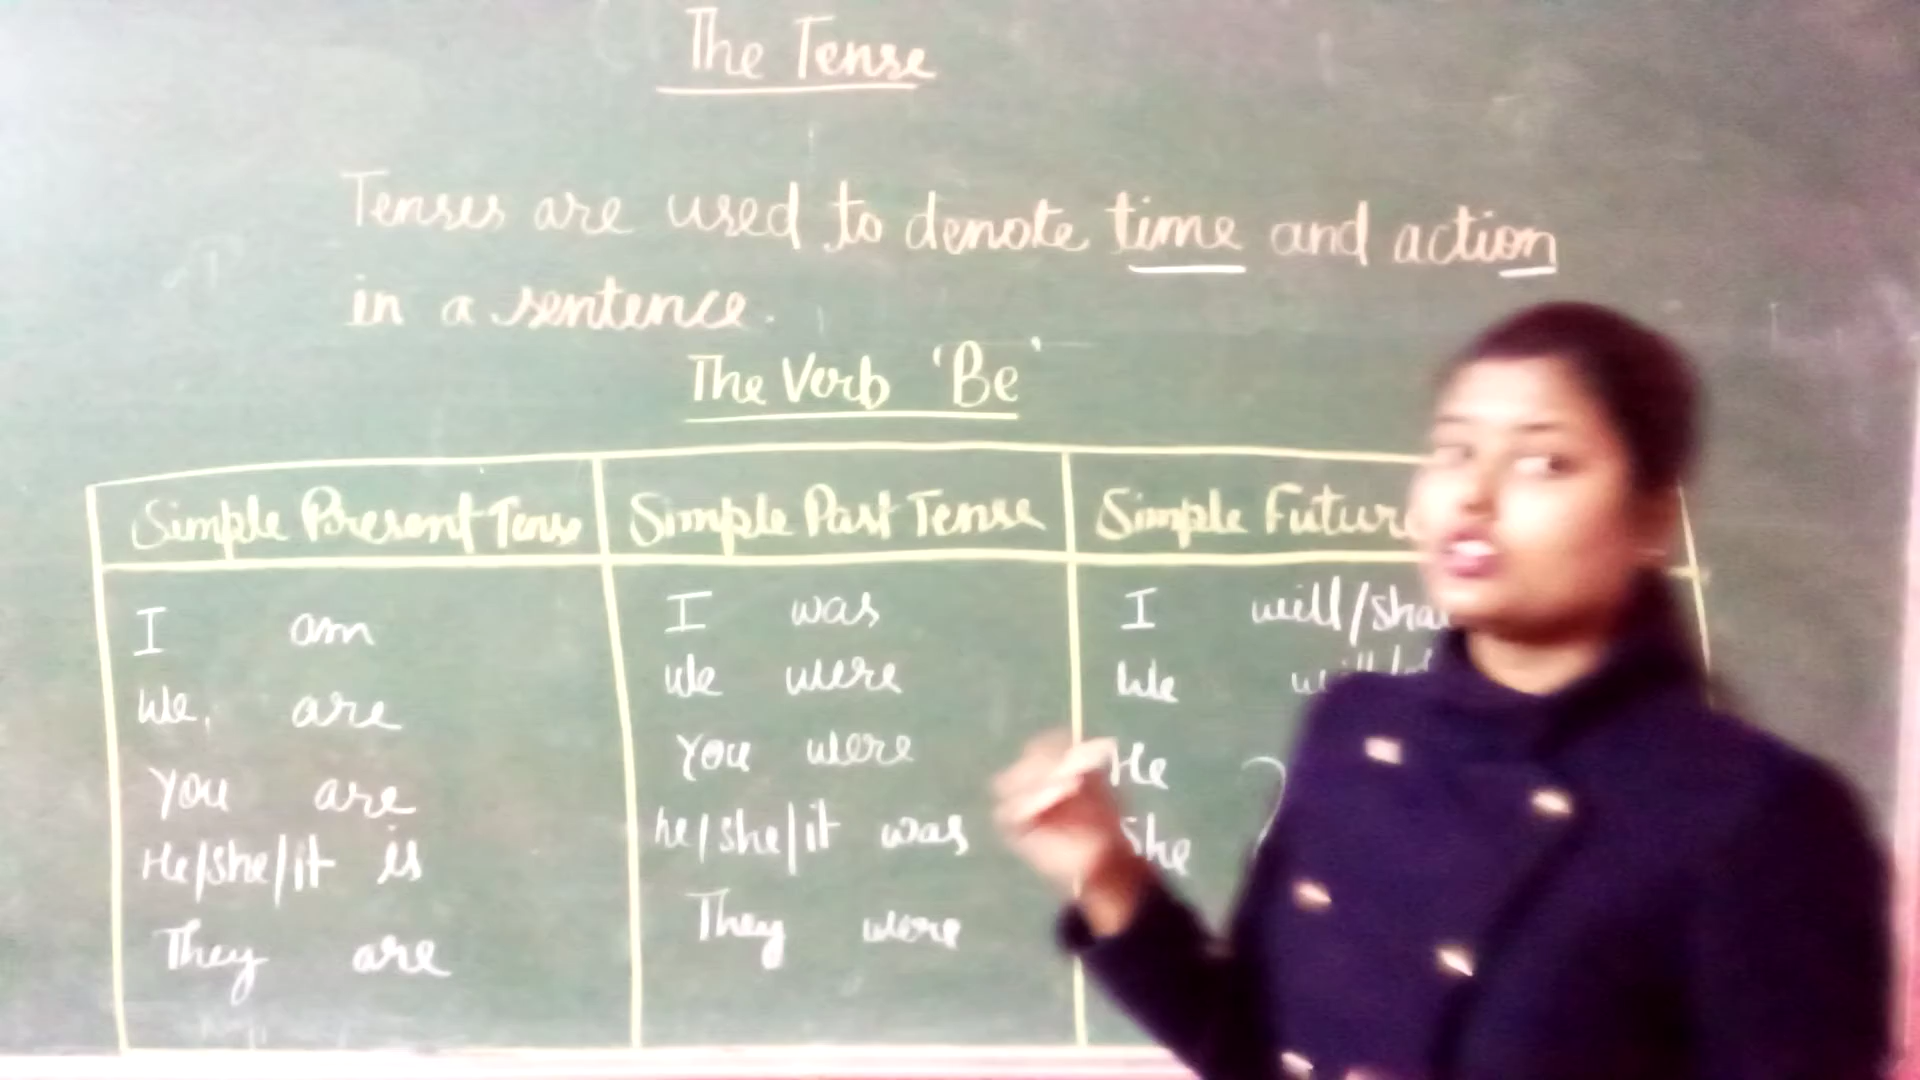 The Tense
Tenses are used to denote time and action
in a sentence.
The Verb 'Be'
Simple Present Tense
I am
We are
You are
He/She/it is
They are
Simple Past Tense
I was
We were
You were
he/she/it was
They were
Simple
I will/
We
He
She